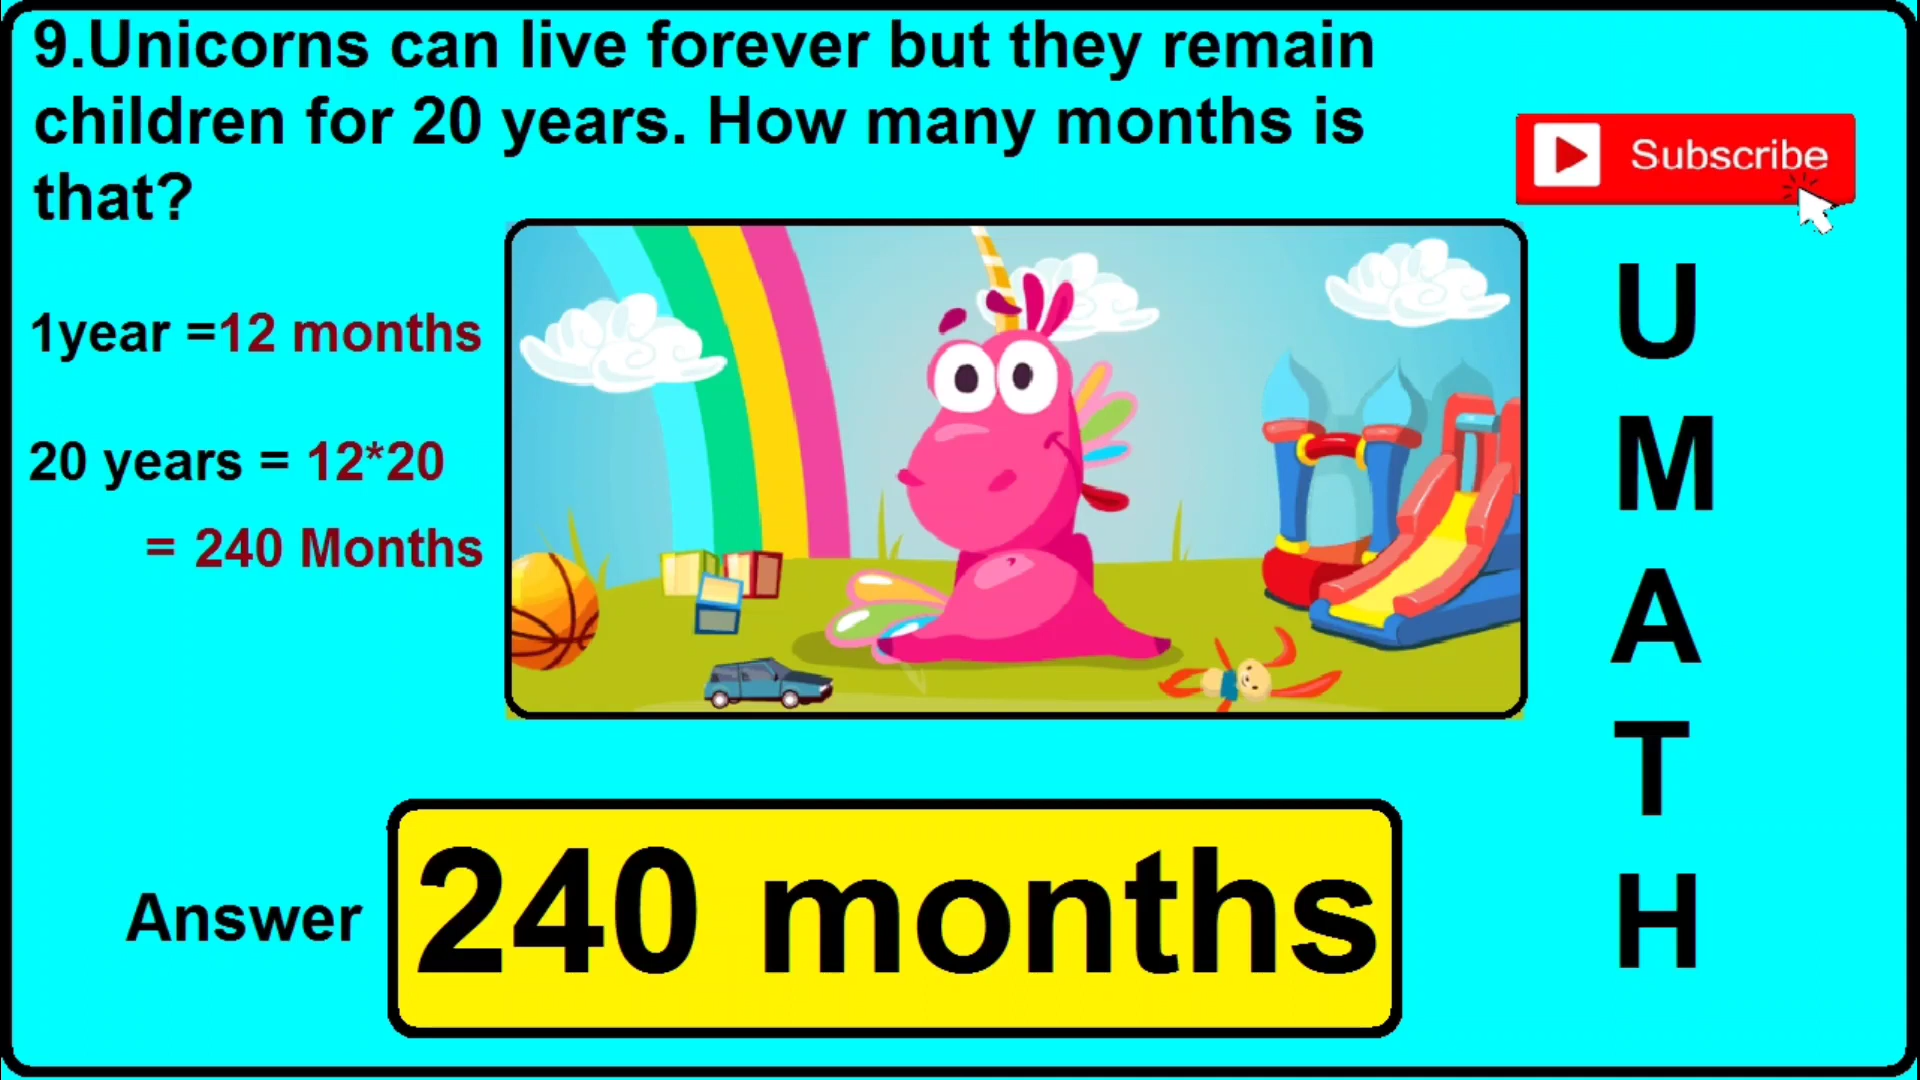 9.Unicorns can live forever but they remain
children for 20 years. How many months is
that?
Subscribe
1year =12 months
20 years = 12*20
= 240 Months
Answer
240 months
U
M
A
T
H